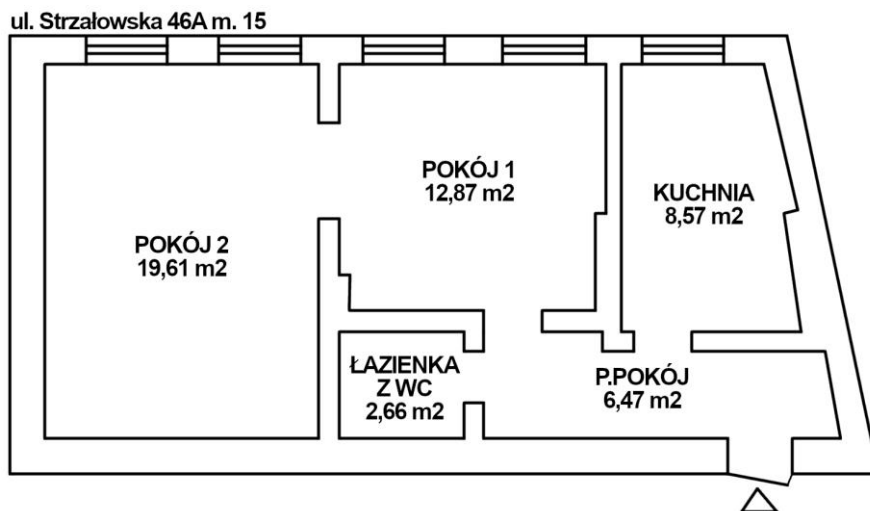 ul. Strzałowska 46A m. 15
POKÓJ 1
12,87 m2
KUCHNIA
8,57 m2
POKÓJ 2
19,61 m2
ŁAZIENKA
Z WC
2,66 m2
P.POKÓJ
6,47 m2